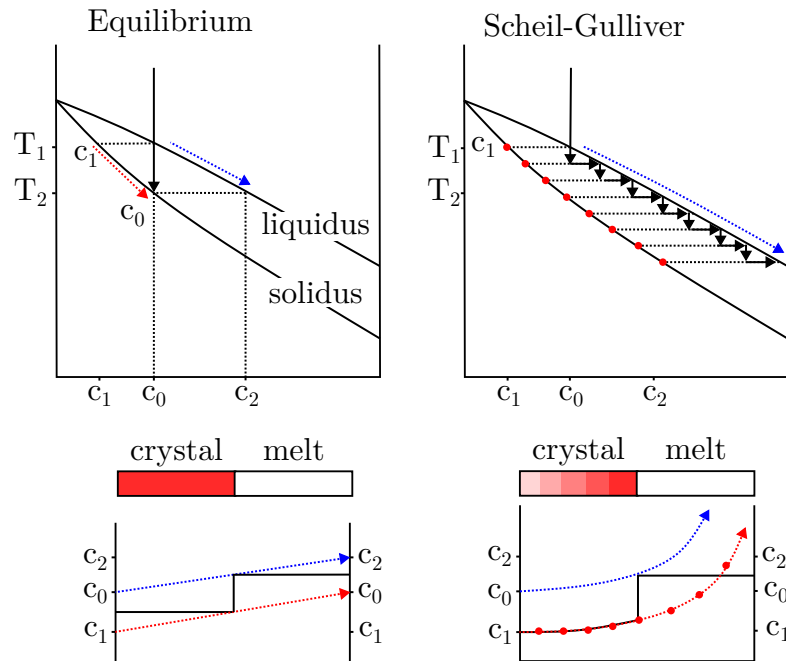 Equilibrium
Scheil-Gulliver
T₁
c₁
T₂
c₀
liquidus
solidus
c₁ c₀ c₂
T₁
c₁
T₂
c₁ c₀ c₂
crystal melt
crystal melt
c₂ c₂
c₀ c₀
c₁ c₁
c₂ c₂
c₀ c₀
c₁ c₁